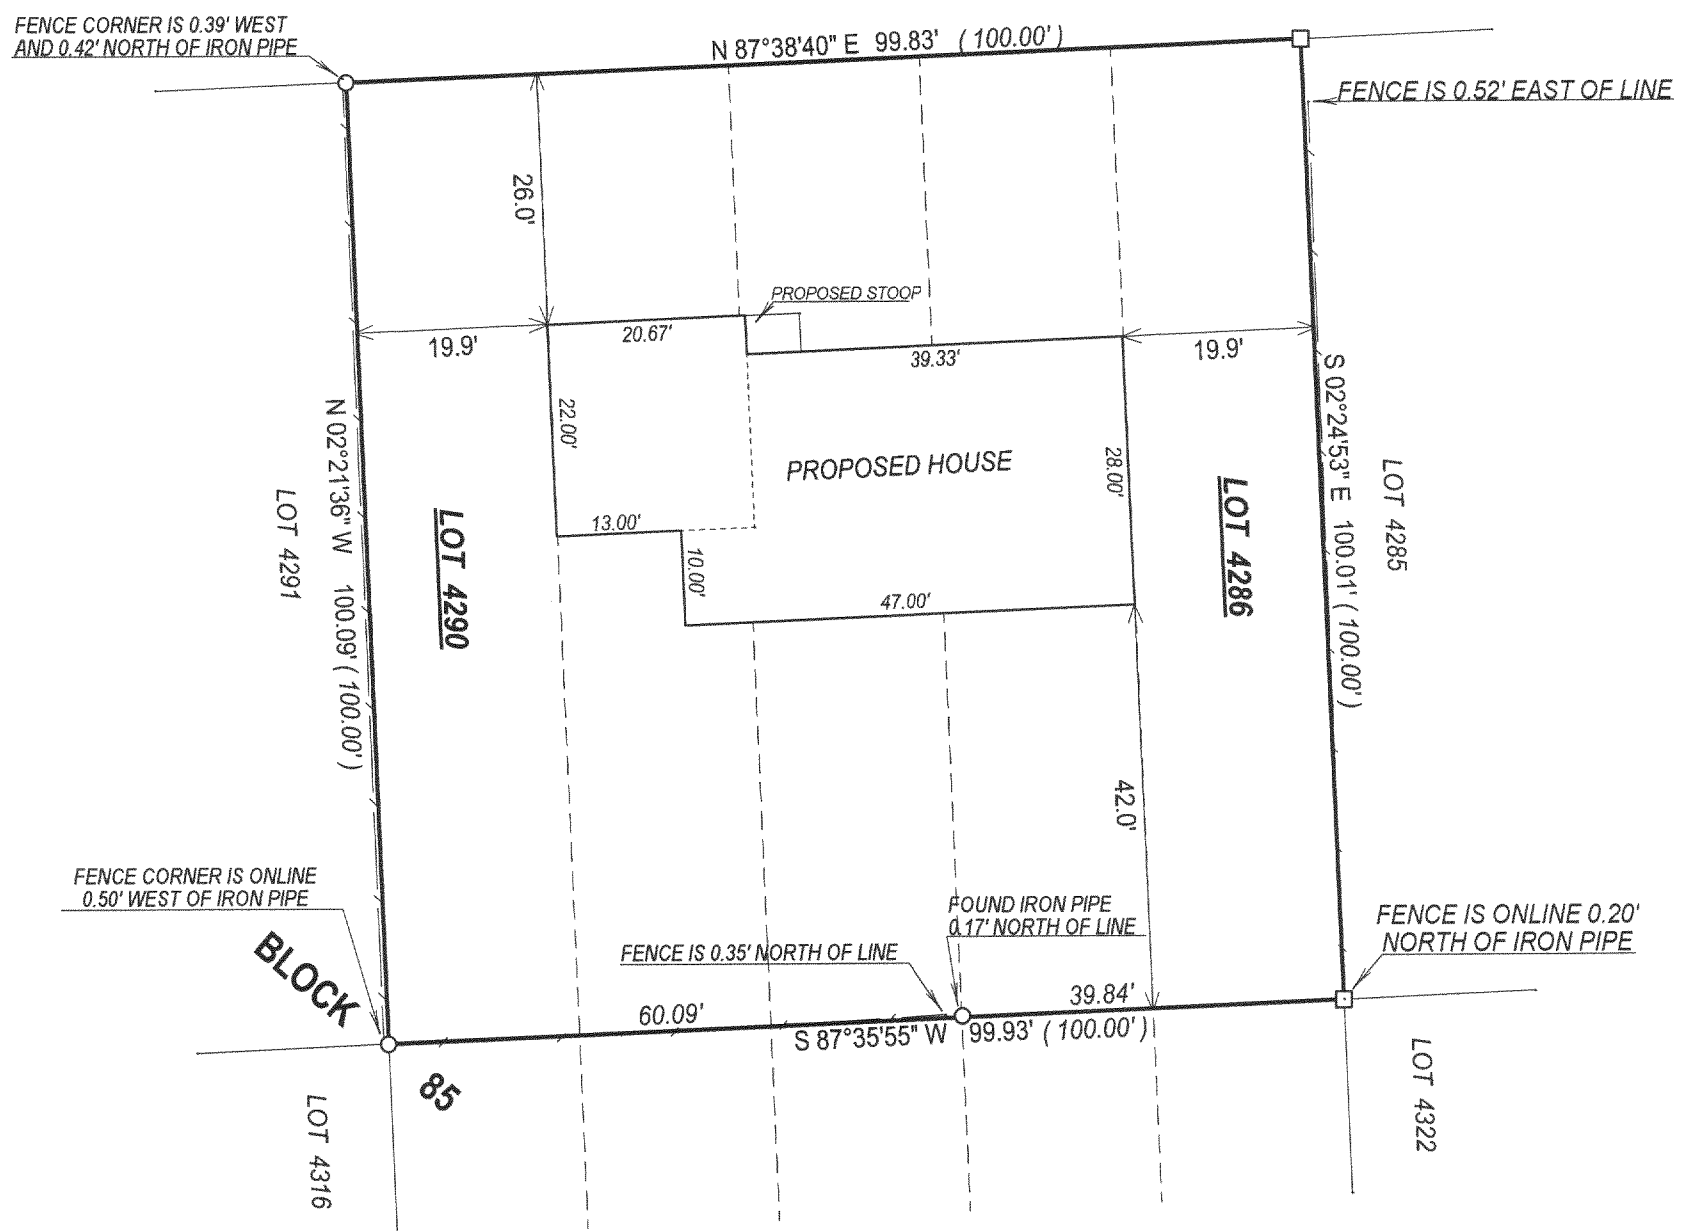 FENCE CORNER IS 0.39' WEST
AND 0.42' NORTH OF IRON PIPE
N 87°38'40" E 99.83' ( 100.00' )
FENCE IS 0.52' EAST OF LINE
26.0'
PROPOSED STOOP
20.67'
19.9'
39.33'
19.9'
22.00'
PROPOSED HOUSE
28.00'
N 02°21'36" W 100.09' ( 100.00' )
S 02°24'53" E 100.01' ( 100.00' )
LOT 4291
LOT 4290
LOT 4286
LOT 4285
13.00'
10.00'
47.00'
42.0'
FENCE CORNER IS ONLINE
0.50' WEST OF IRON PIPE
BLOCK
85
FENCE IS 0.35' NORTH OF LINE
FOUND IRON PIPE
0.17' NORTH OF LINE
FENCE IS ONLINE 0.20'
NORTH OF IRON PIPE
60.09'
39.84'
S 87°35'55" W 99.93' ( 100.00' )
LOT 4316
LOT 4322